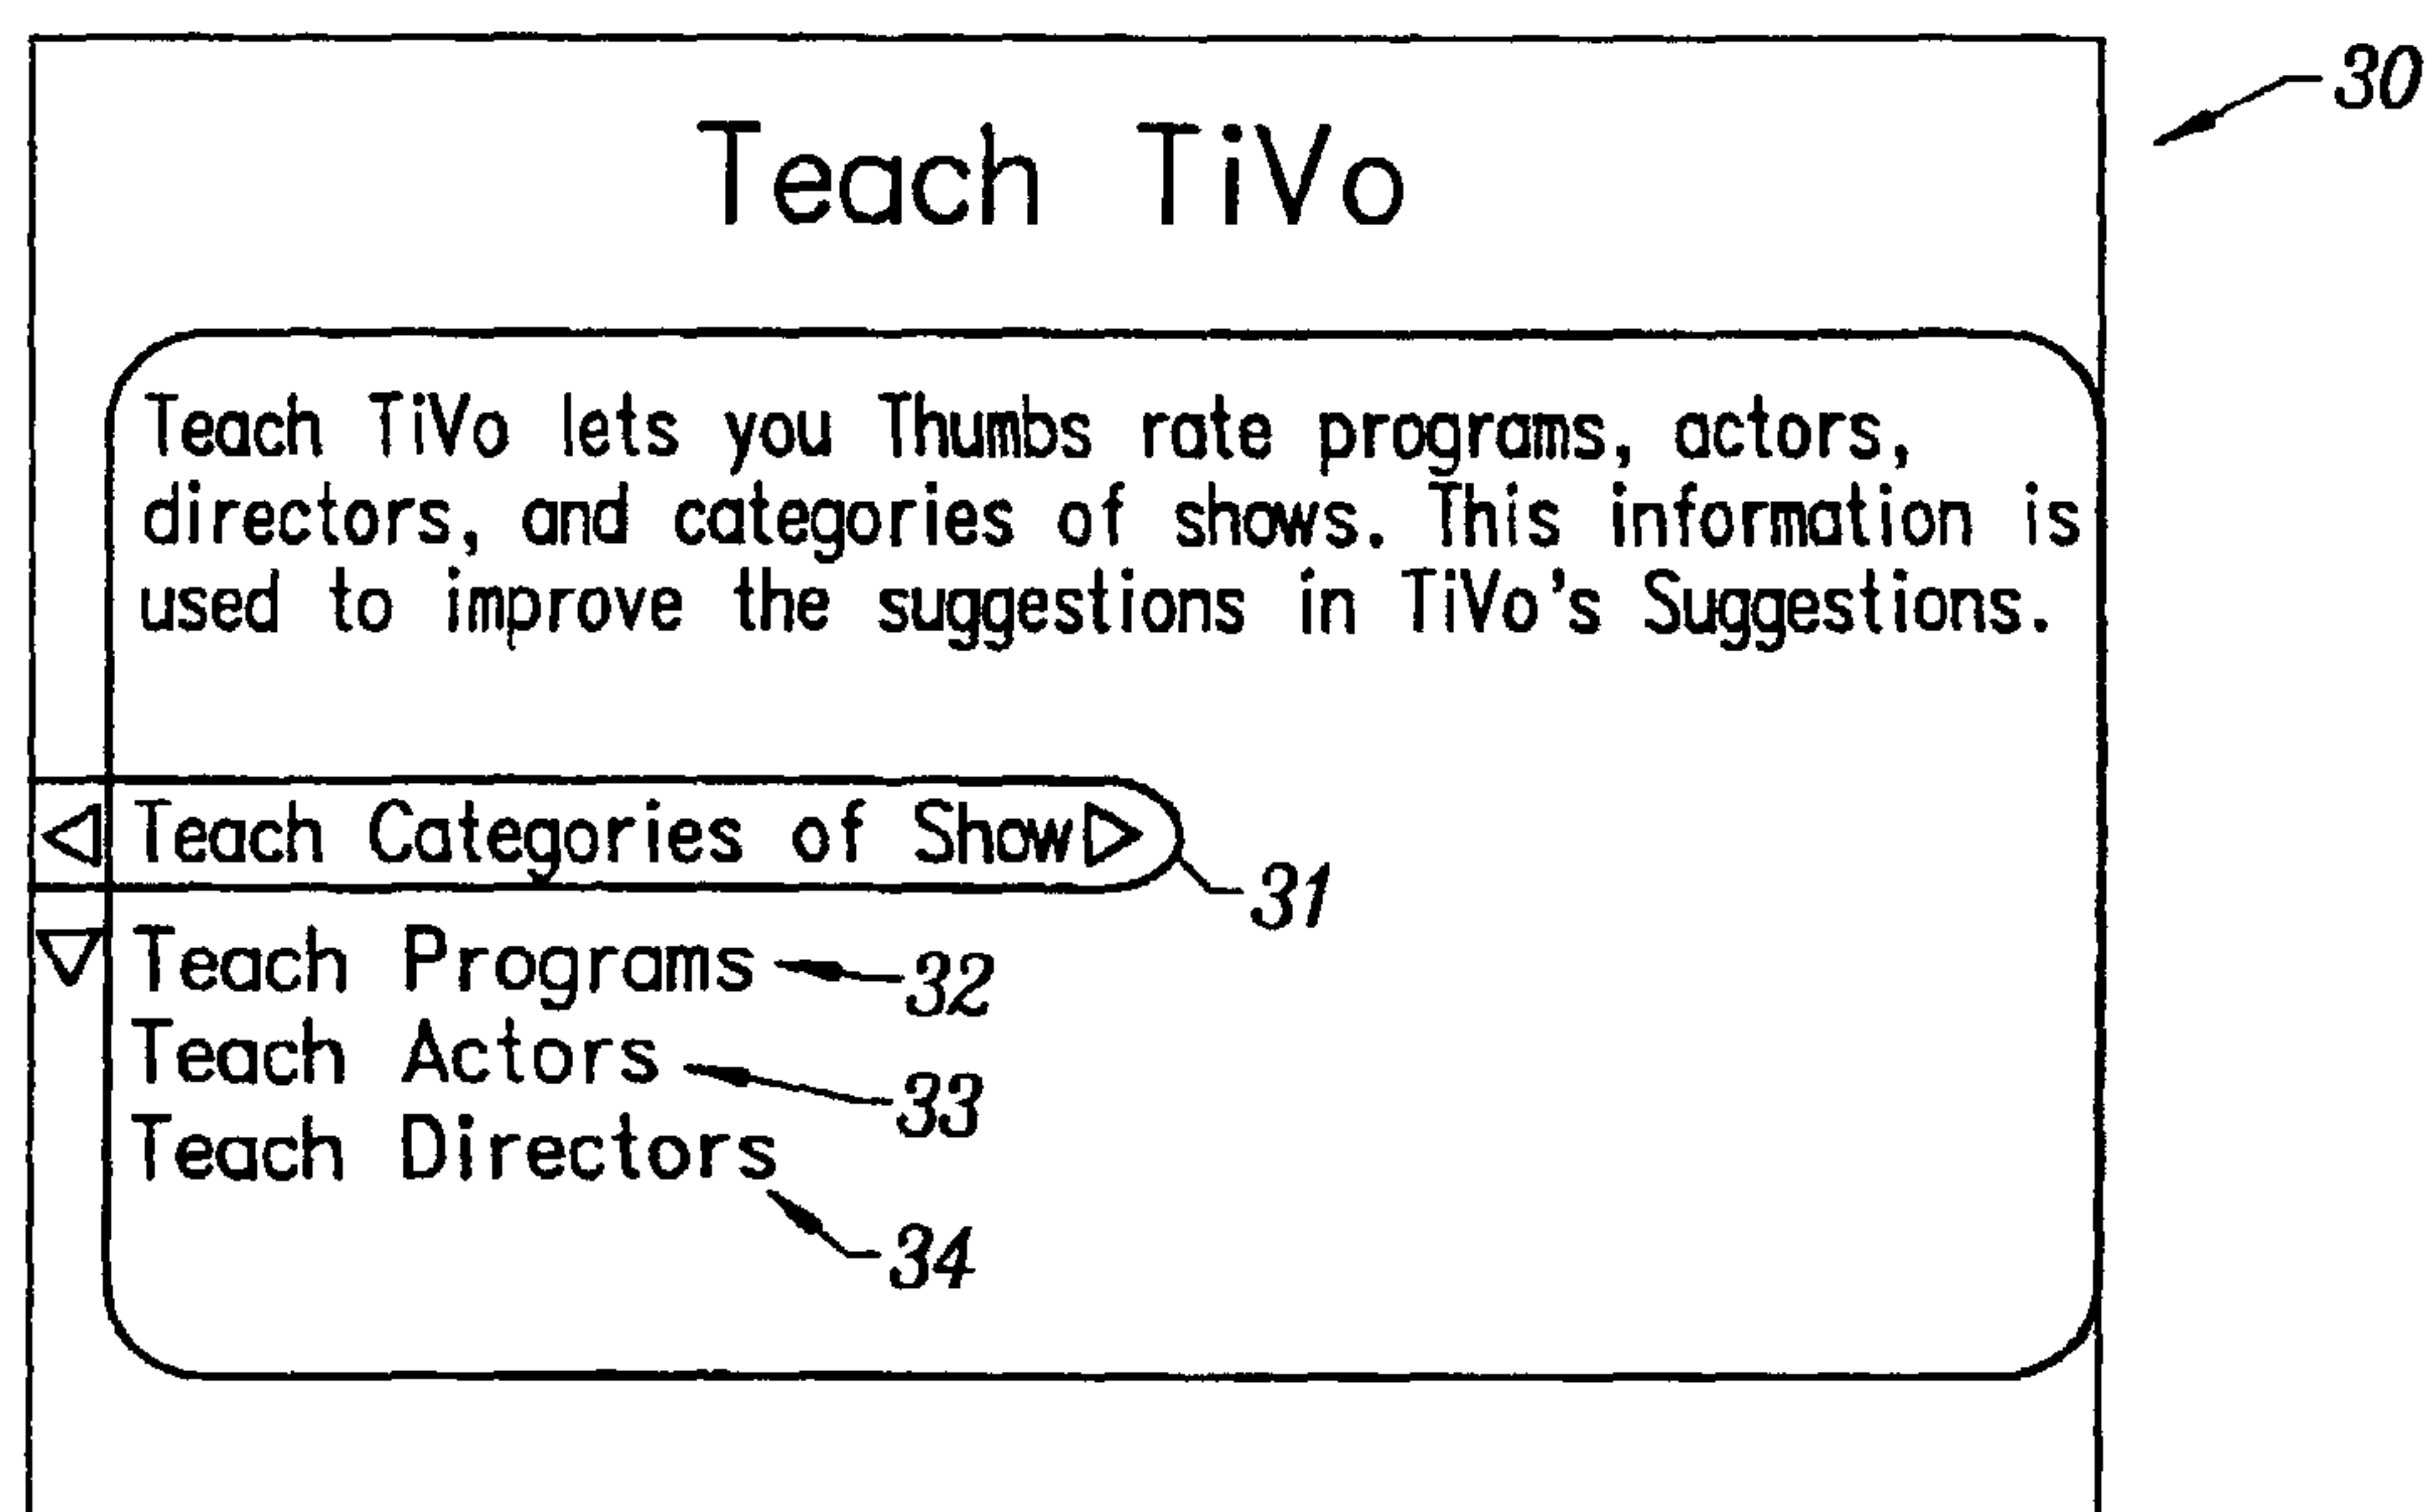 30
Teach TiVo
Teach TiVo lets you Thumbs rate programs, actors,
directors, and categories of shows. This information is
used to improve the suggestions in TiVo's Suggestions.
Teach Categories of Show
31
Teach Programs 32
Teach Actors 33
Teach Directors
34